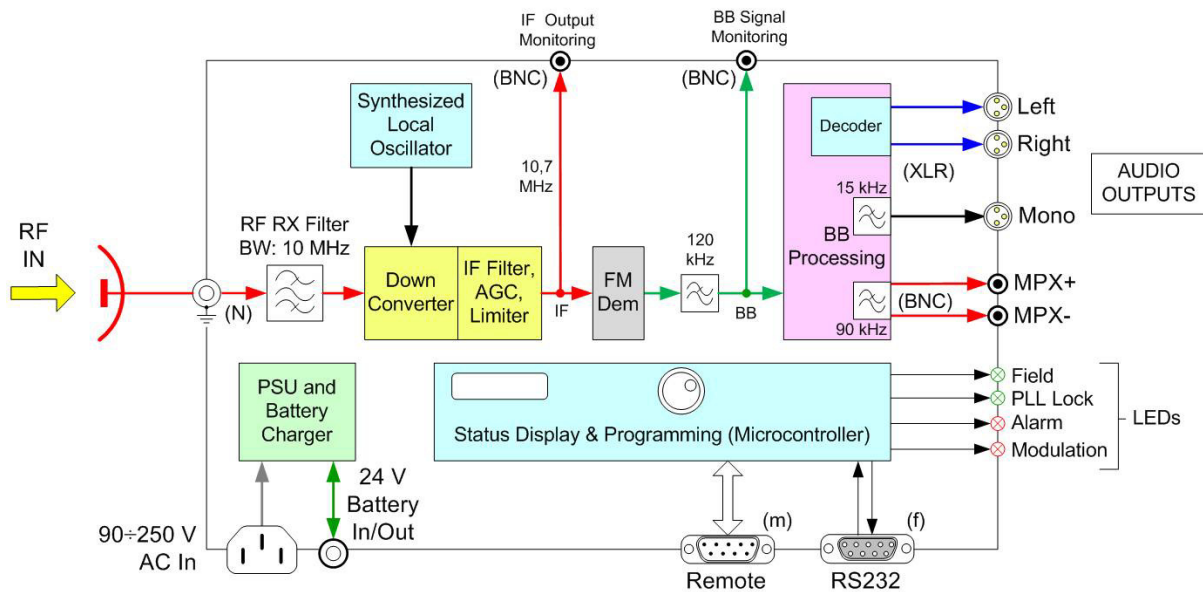 IF Output
Monitoring
BB Signal
Monitoring
(BNC)
(BNC)
Synthesized
Local
Oscillator
Decoder
Left
Right
(XLR)
AUDIO
OUTPUTS
10,7
MHz
15 kHz
Mono
RF
IN
RF RX Filter
BW: 10 MHz
120
kHz
BB
Processing
Down
Converter
IF Filter,
AGC,
Limiter
FM
Dem
(N)
IF
BB
MPX+
(BNC)
MPX-
90 kHz
PSU and
Battery
Charger
Status Display & Programming (Microcontroller)
Field
PLL Lock
Alarm
Modulation
LEDs
24 V
Battery
In/Out
90÷250 V
AC In
(m)
(f)
Remote
RS232